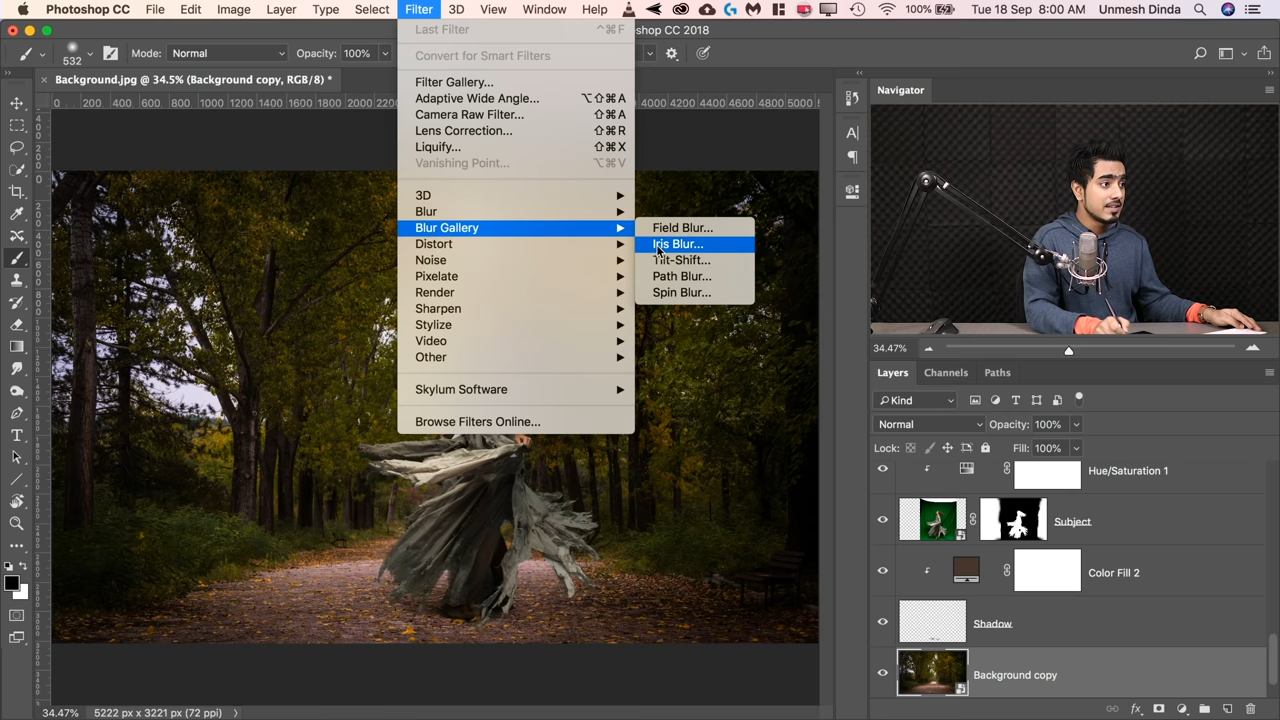 Photoshop CC File Edit Image Layer Type Select Filter 3D View Window Help 100% Tue 18 Sep 8:00 AM Unmesh Dinda
shop CC 2018
532 Mode: Normal Opacity: 100%
Background.jpg @ 34.5% (Background copy, RGB/8) *
0 200 400 600 800 1000 1200 1400 1600 1800 2000 2200 4000 4200 4400 4600 4800 5000
Last Filter ^⌘F
Convert for Smart Filters
Filter Gallery...
Adaptive Wide Angle... ⌥⇧⌘A
Camera Raw Filter... ⇧⌘A
Lens Correction... ⇧⌘R
Liquify... ⇧⌘X
Vanishing Point... ⌥⌘V
3D
Blur
Blur Gallery
Distort
Noise
Pixelate
Render
Sharpen
Stylize
Video
Other
Skylum Software
Browse Filters Online...
Field Blur...
Iris Blur...
Tilt-Shift...
Path Blur...
Spin Blur...
Navigator
34.47%
Layers Channels Paths
Kind
Normal Opacity: 100%
Lock: Fill: 100%
Hue/Saturation 1
Subject
Color Fill 2
Shadow
Background copy
34.47% 5222 px x 3221 px (72 ppi)